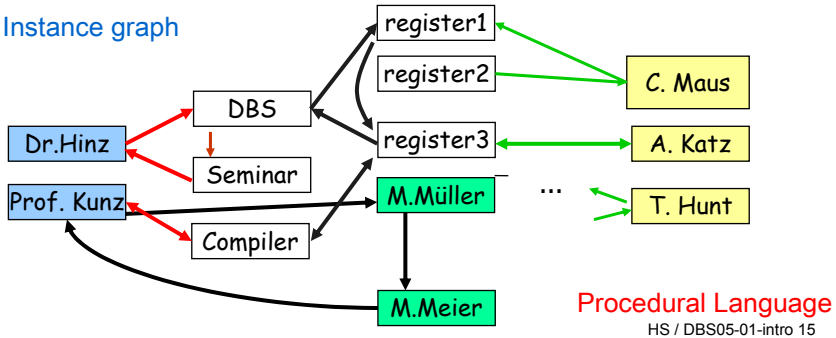 Instance graph
register1
register2
C. Maus
DBS
register3
Dr.Hinz
A. Katz
Seminar
Prof. Kunz
M.Müller
...
T. Hunt
Compiler
M.Meier
Procedural Language
HS / DBS05-01-intro 15